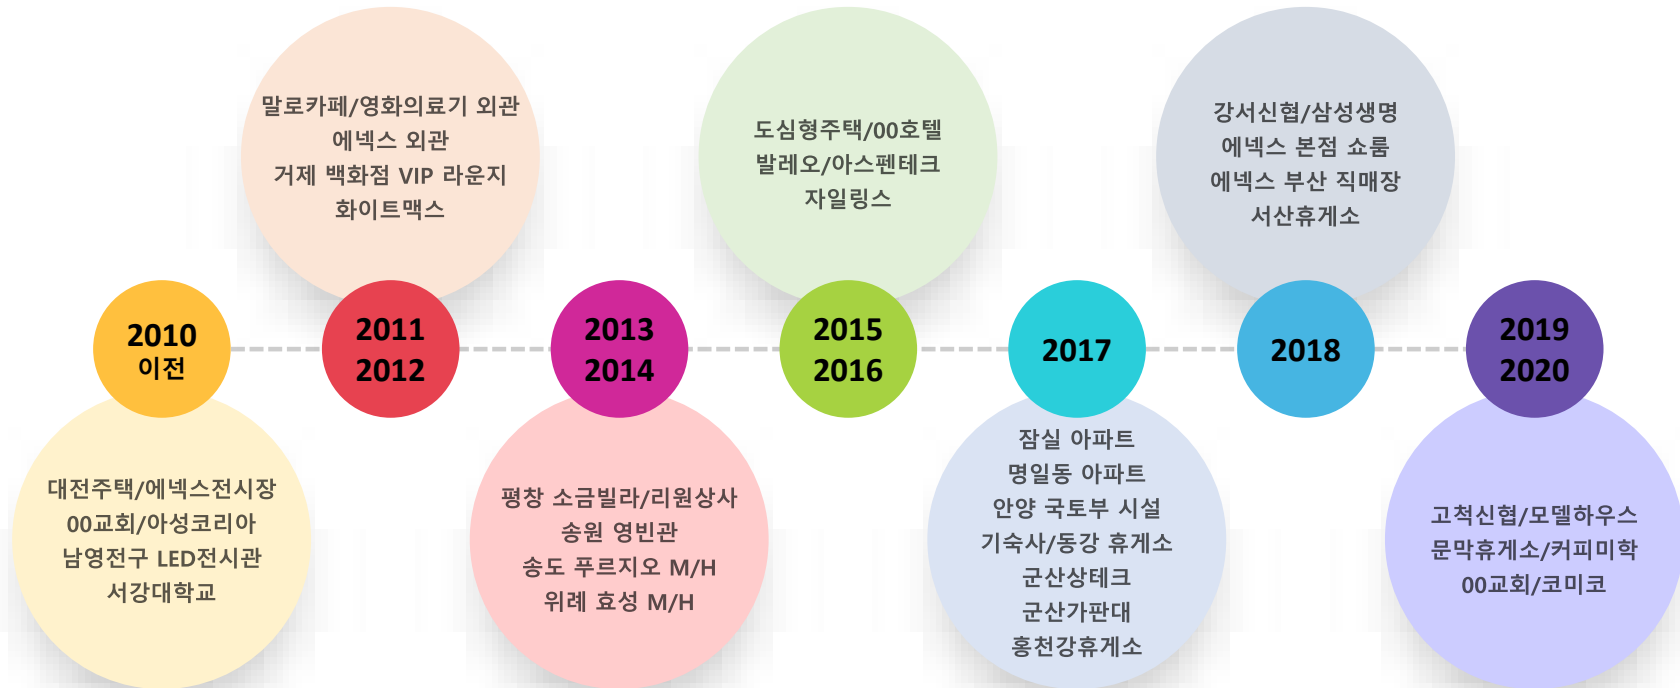 2010
이전
대전주택/에넥스전시장
00교회/아성코리아
남영전구 LED전시관
서강대학교
말로카페/영화의료기 외관
에넥스 외관
거제 백화점 VIP 라운지
화이트맥스
2011
2012
2013
2014
평창 소금빌라/리원상사
송원 영빈관
송도 푸르지오 M/H
위례 효성 M/H
도심형주택/00호텔
발레오/아스펜테크
자일링스
2015
2016
2017
잠실 아파트
명일동 아파트
안양 국토부 시설
기숙사/동강 휴게소
군산상테크
군산가판대
홍천강휴게소
강서신협/삼성생명
에넥스 본점 쇼룸
에넥스 부산 직매장
서산휴게소
2018
2019
2020
고척신협/모델하우스
문막휴게소/커피미학
00교회/코미코